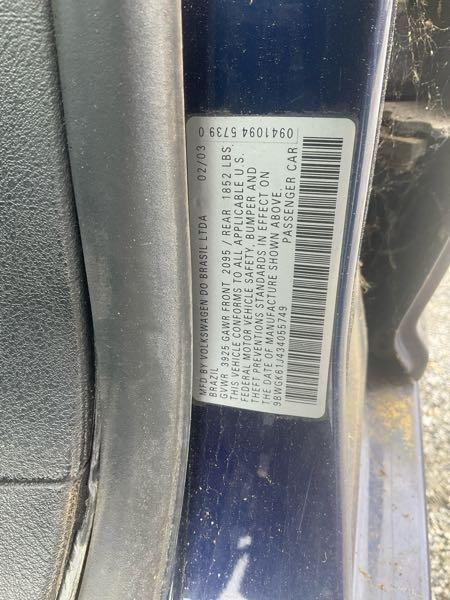 MFD BY VOLKSWAGEN DO BRASIL LTDA 02/03
BRAZIL
GVWR 3925 GAWR FRONT 2095 / REAR 1852 LBS
THIS VEHICLE CONFORMS TO ALL APPLICABLE U.S.
FEDERAL MOTOR VEHICLE SAFETY, BUMPER AND
THEFT PREVENTIONS STANDARDS IN EFFECT ON
THE DATE OF MANUFACTURE SHOWN ABOVE.
9BWGK61J434055749 PASSENGER CAR
0941094 5739 0